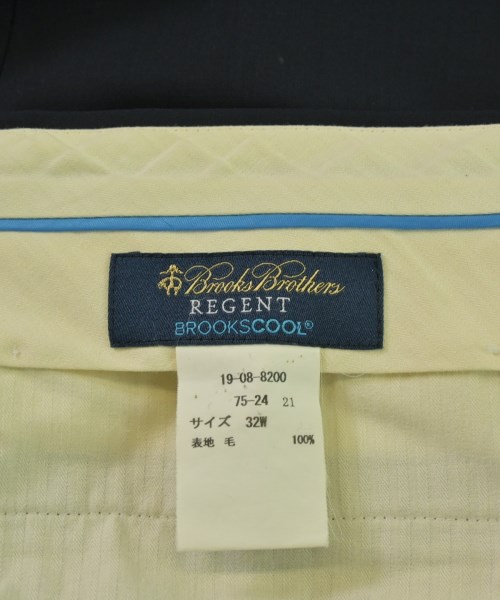 Brooks Brothers
REGENT
BROOKSCOOL®
19-08-8200
75-24 21
サイズ 32W
表地 毛 100%